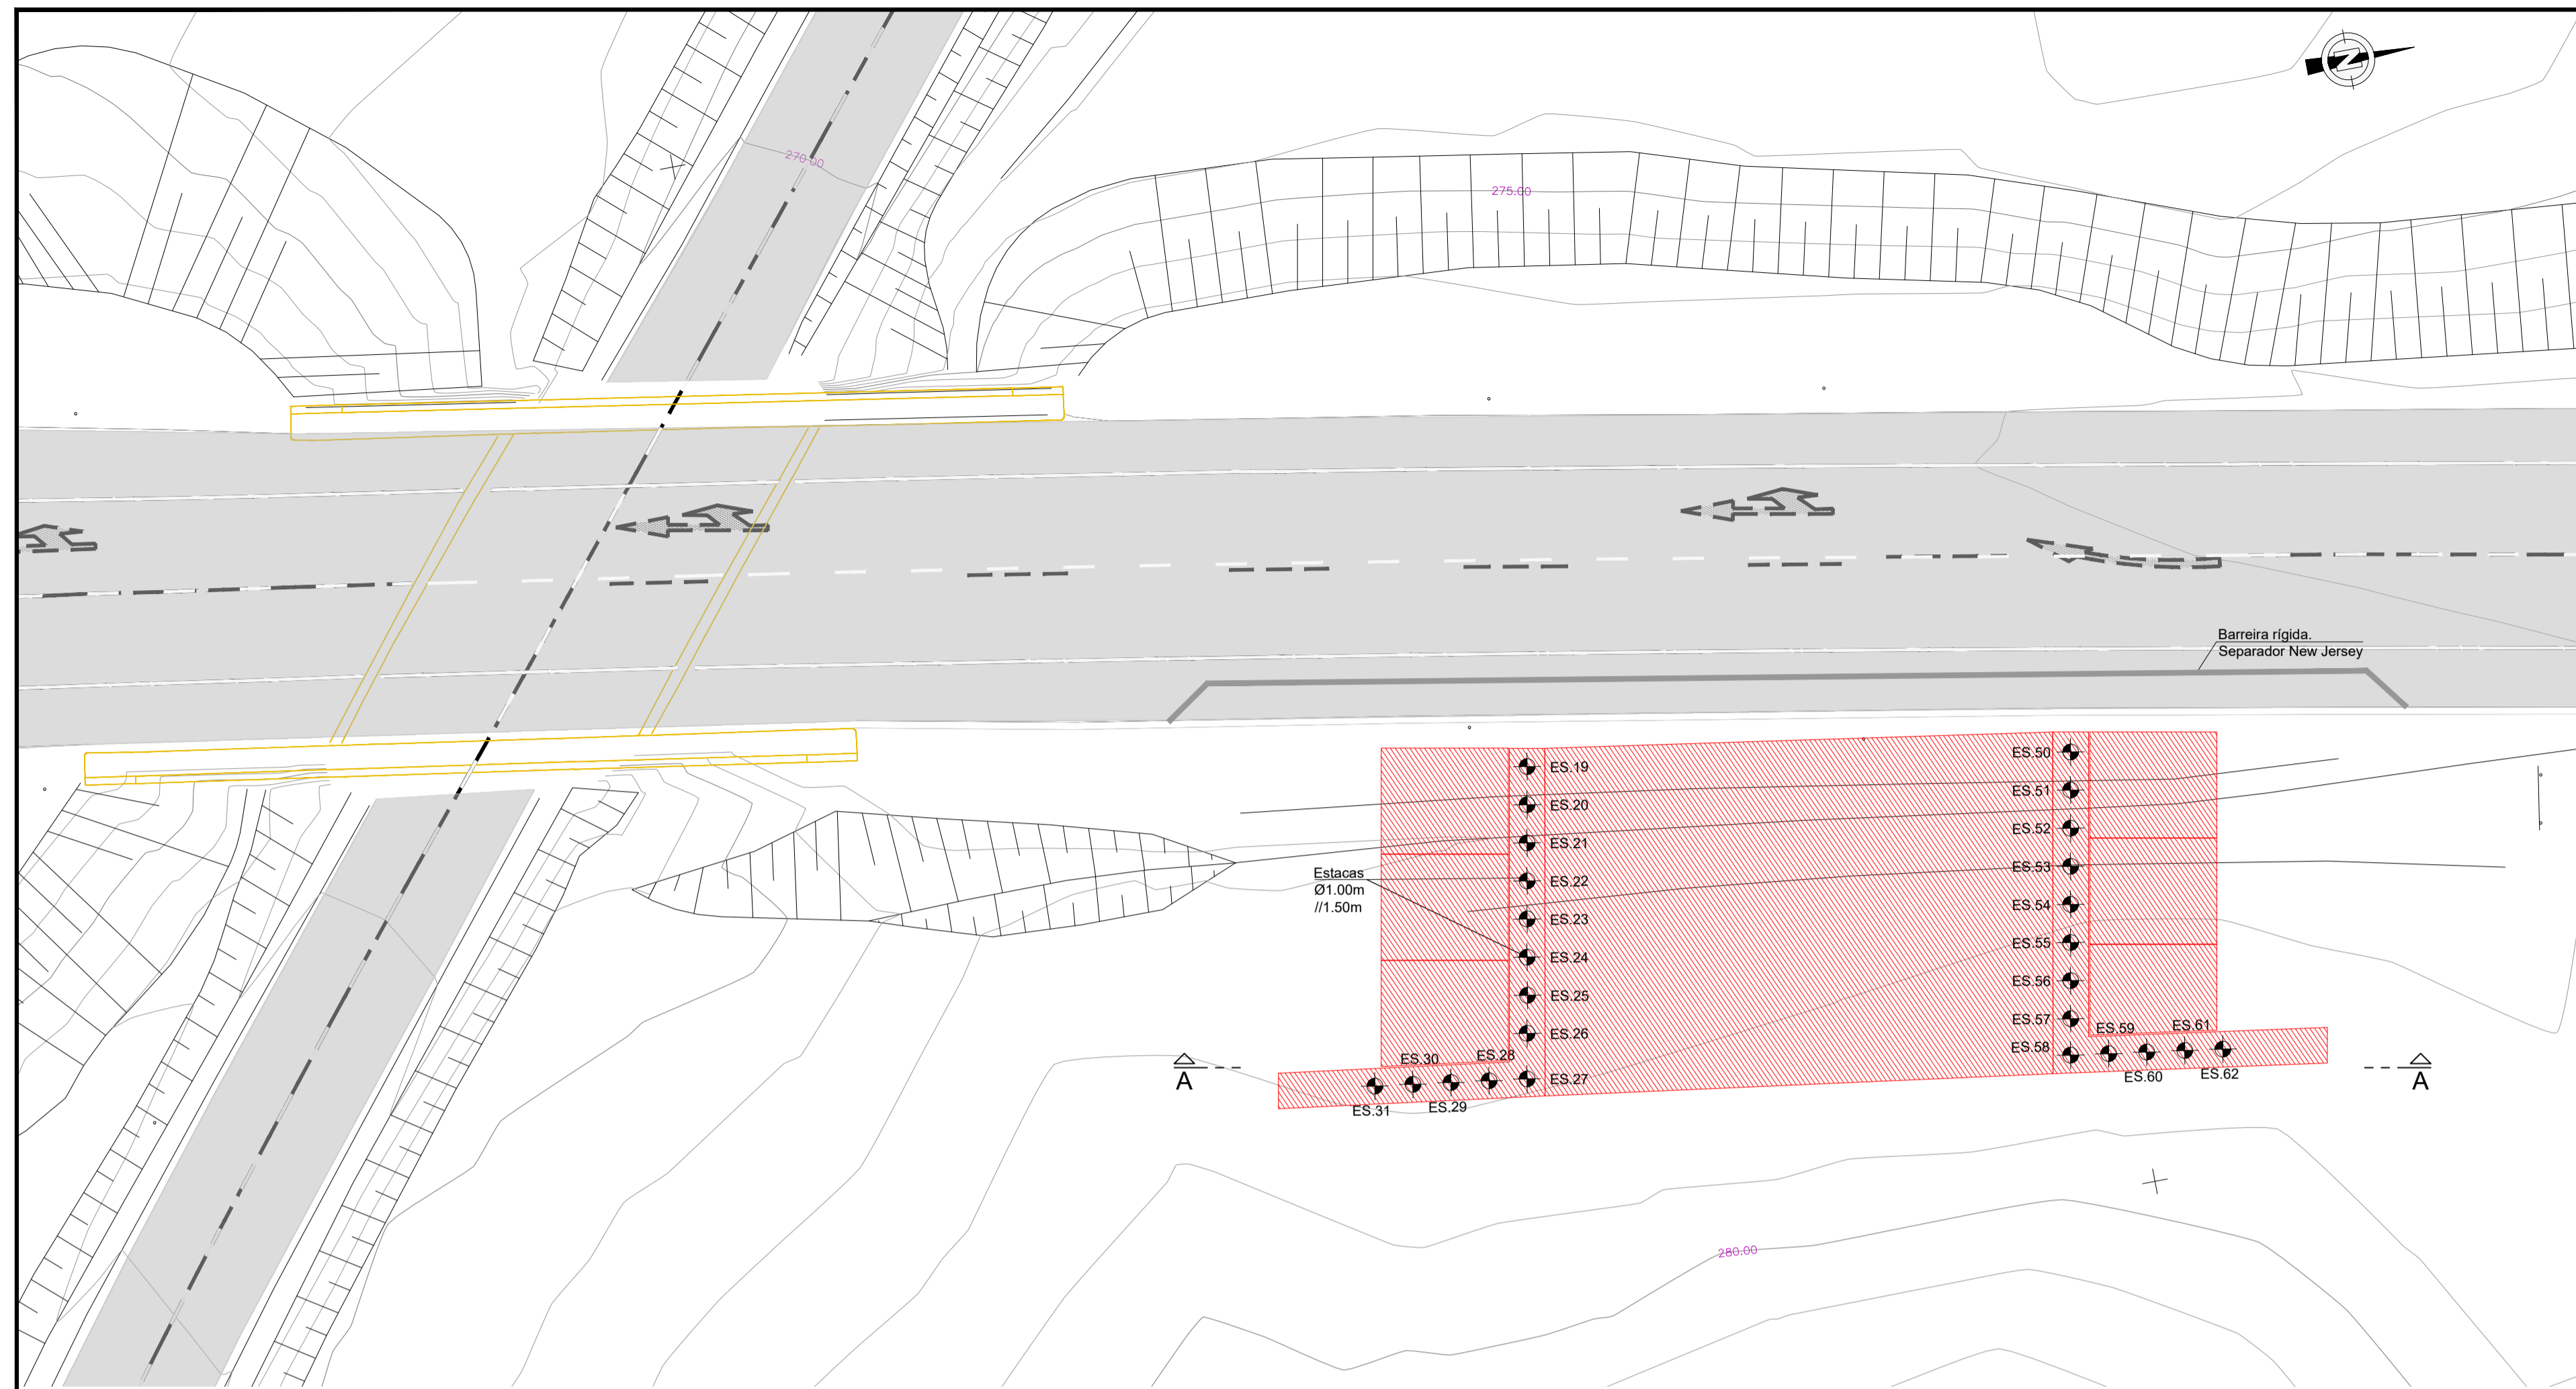 N
270.00
275.00
Barreira rígida.
Separador New Jersey
ES.19
ES.20
ES.21
ES.22
ES.23
ES.24
ES.25
ES.26
ES.27
ES.28
ES.29
ES.30
ES.31
Estacas
Ø1.00m
//1.50m
ES.50
ES.51
ES.52
ES.53
ES.54
ES.55
ES.56
ES.57
ES.58
ES.59
ES.60
ES.61
ES.62
A
A
280.00